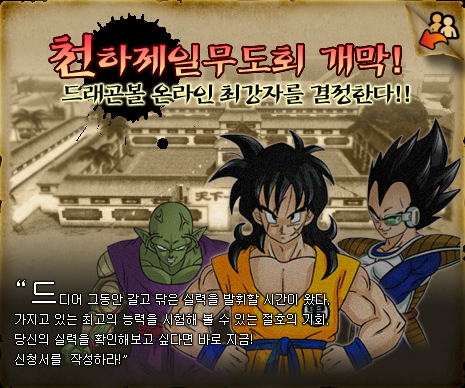 천하제일무도회 개막!
드래곤볼 온라인 최강자를 결정한다!!
天下一
“드디어 그동안 갈고 닦은 실력을 발휘할 시간이 왔다.
가지고 있는 최고의 능력을 시험해 볼 수 있는 절호의 기회.
당신의 실력을 확인해보고 싶다면 바로 지금!
신청서를 작성하라!”